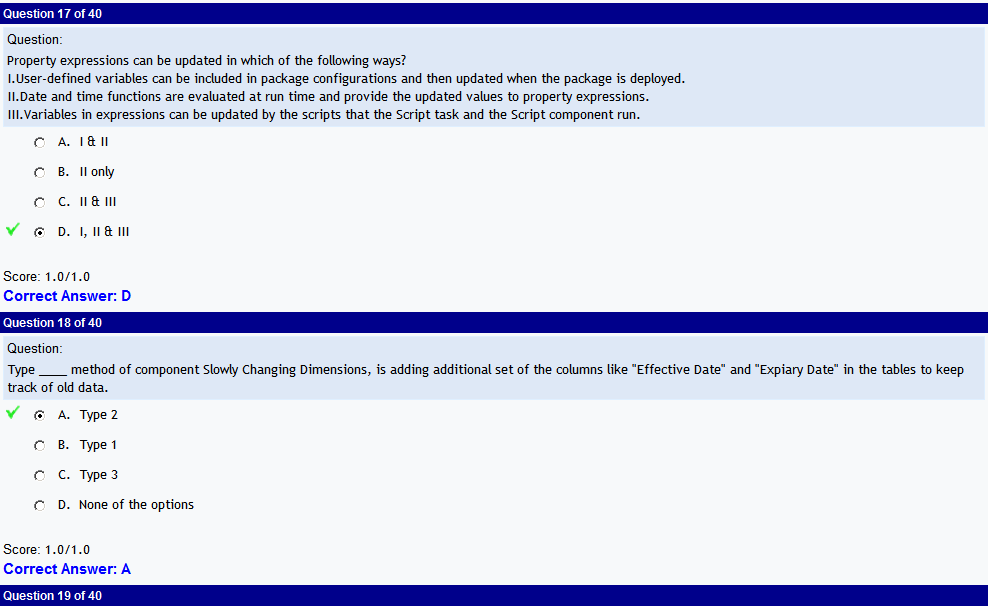 Question 17 of 40
Question:
Property expressions can be updated in which of the following ways?
I.User-defined variables can be included in package configurations and then updated when the package is deployed.
II.Date and time functions are evaluated at run time and provide the updated values to property expressions.
III.Variables in expressions can be updated by the scripts that the Script task and the Script component run.
A. I & II
B. II only
C. II & III
D. I, II & III
Score: 1.0/1.0
Correct Answer: D
Question 18 of 40
Question:
Type ____ method of component Slowly Changing Dimensions, is adding additional set of the columns like "Effective Date" and "Expiary Date" in the tables to keep
track of old data.
A. Type 2
B. Type 1
C. Type 3
D. None of the options
Score: 1.0/1.0
Correct Answer: A
Question 19 of 40